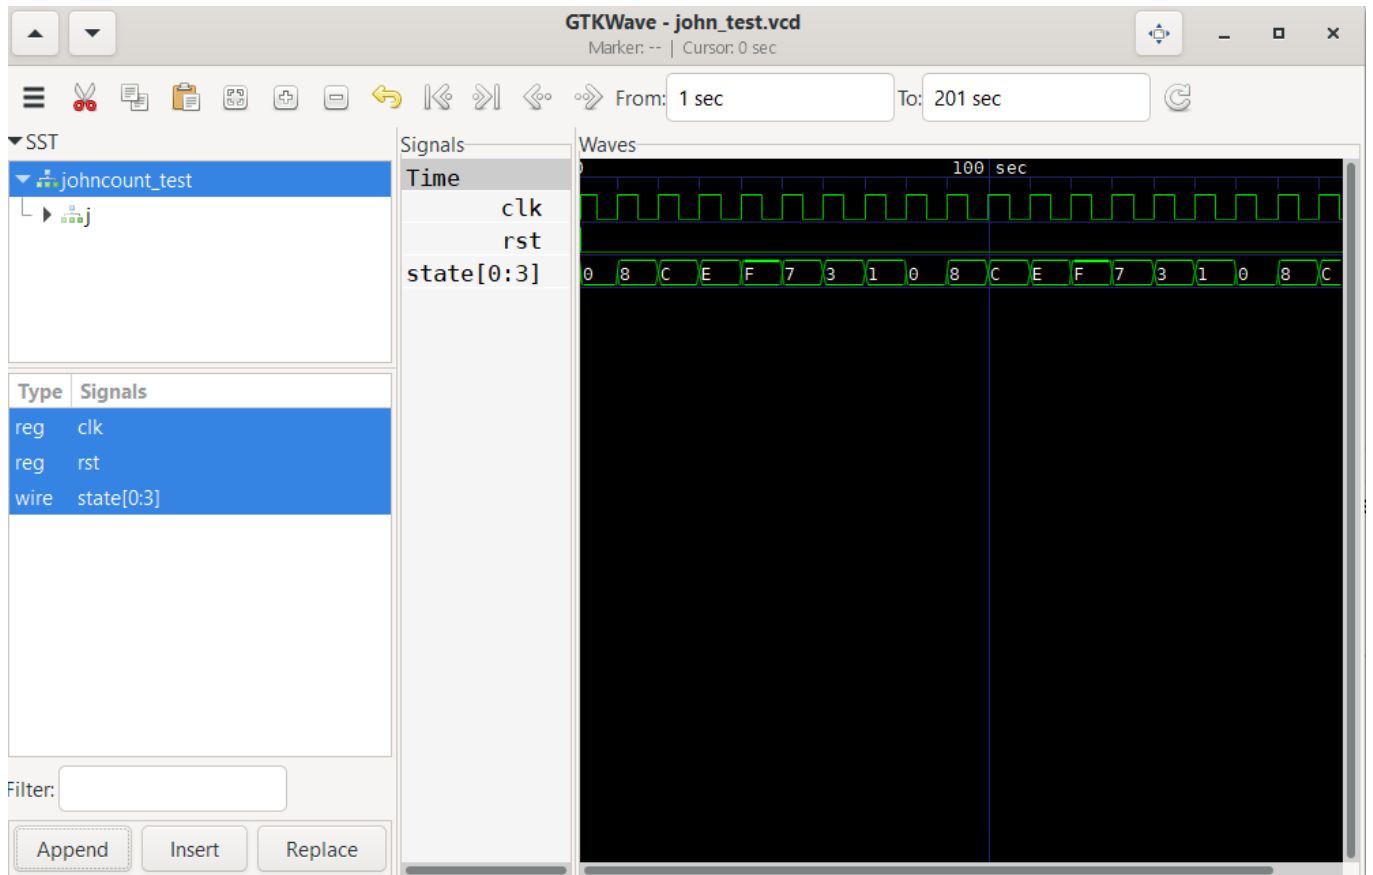 GTKWave - john_test.vcd
Marker: -- | Cursor: 0 sec
From: 1 sec To: 201 sec
SST
johncount_test
j
Type Signals
reg clk
reg rst
wire state[0:3]
Filter:
Append Insert Replace
Signals
Time
clk
rst
state[0:3]
Waves
100 sec
0 8 C E F 7 3 1 0 8 C E F 7 3 1 0 8 C